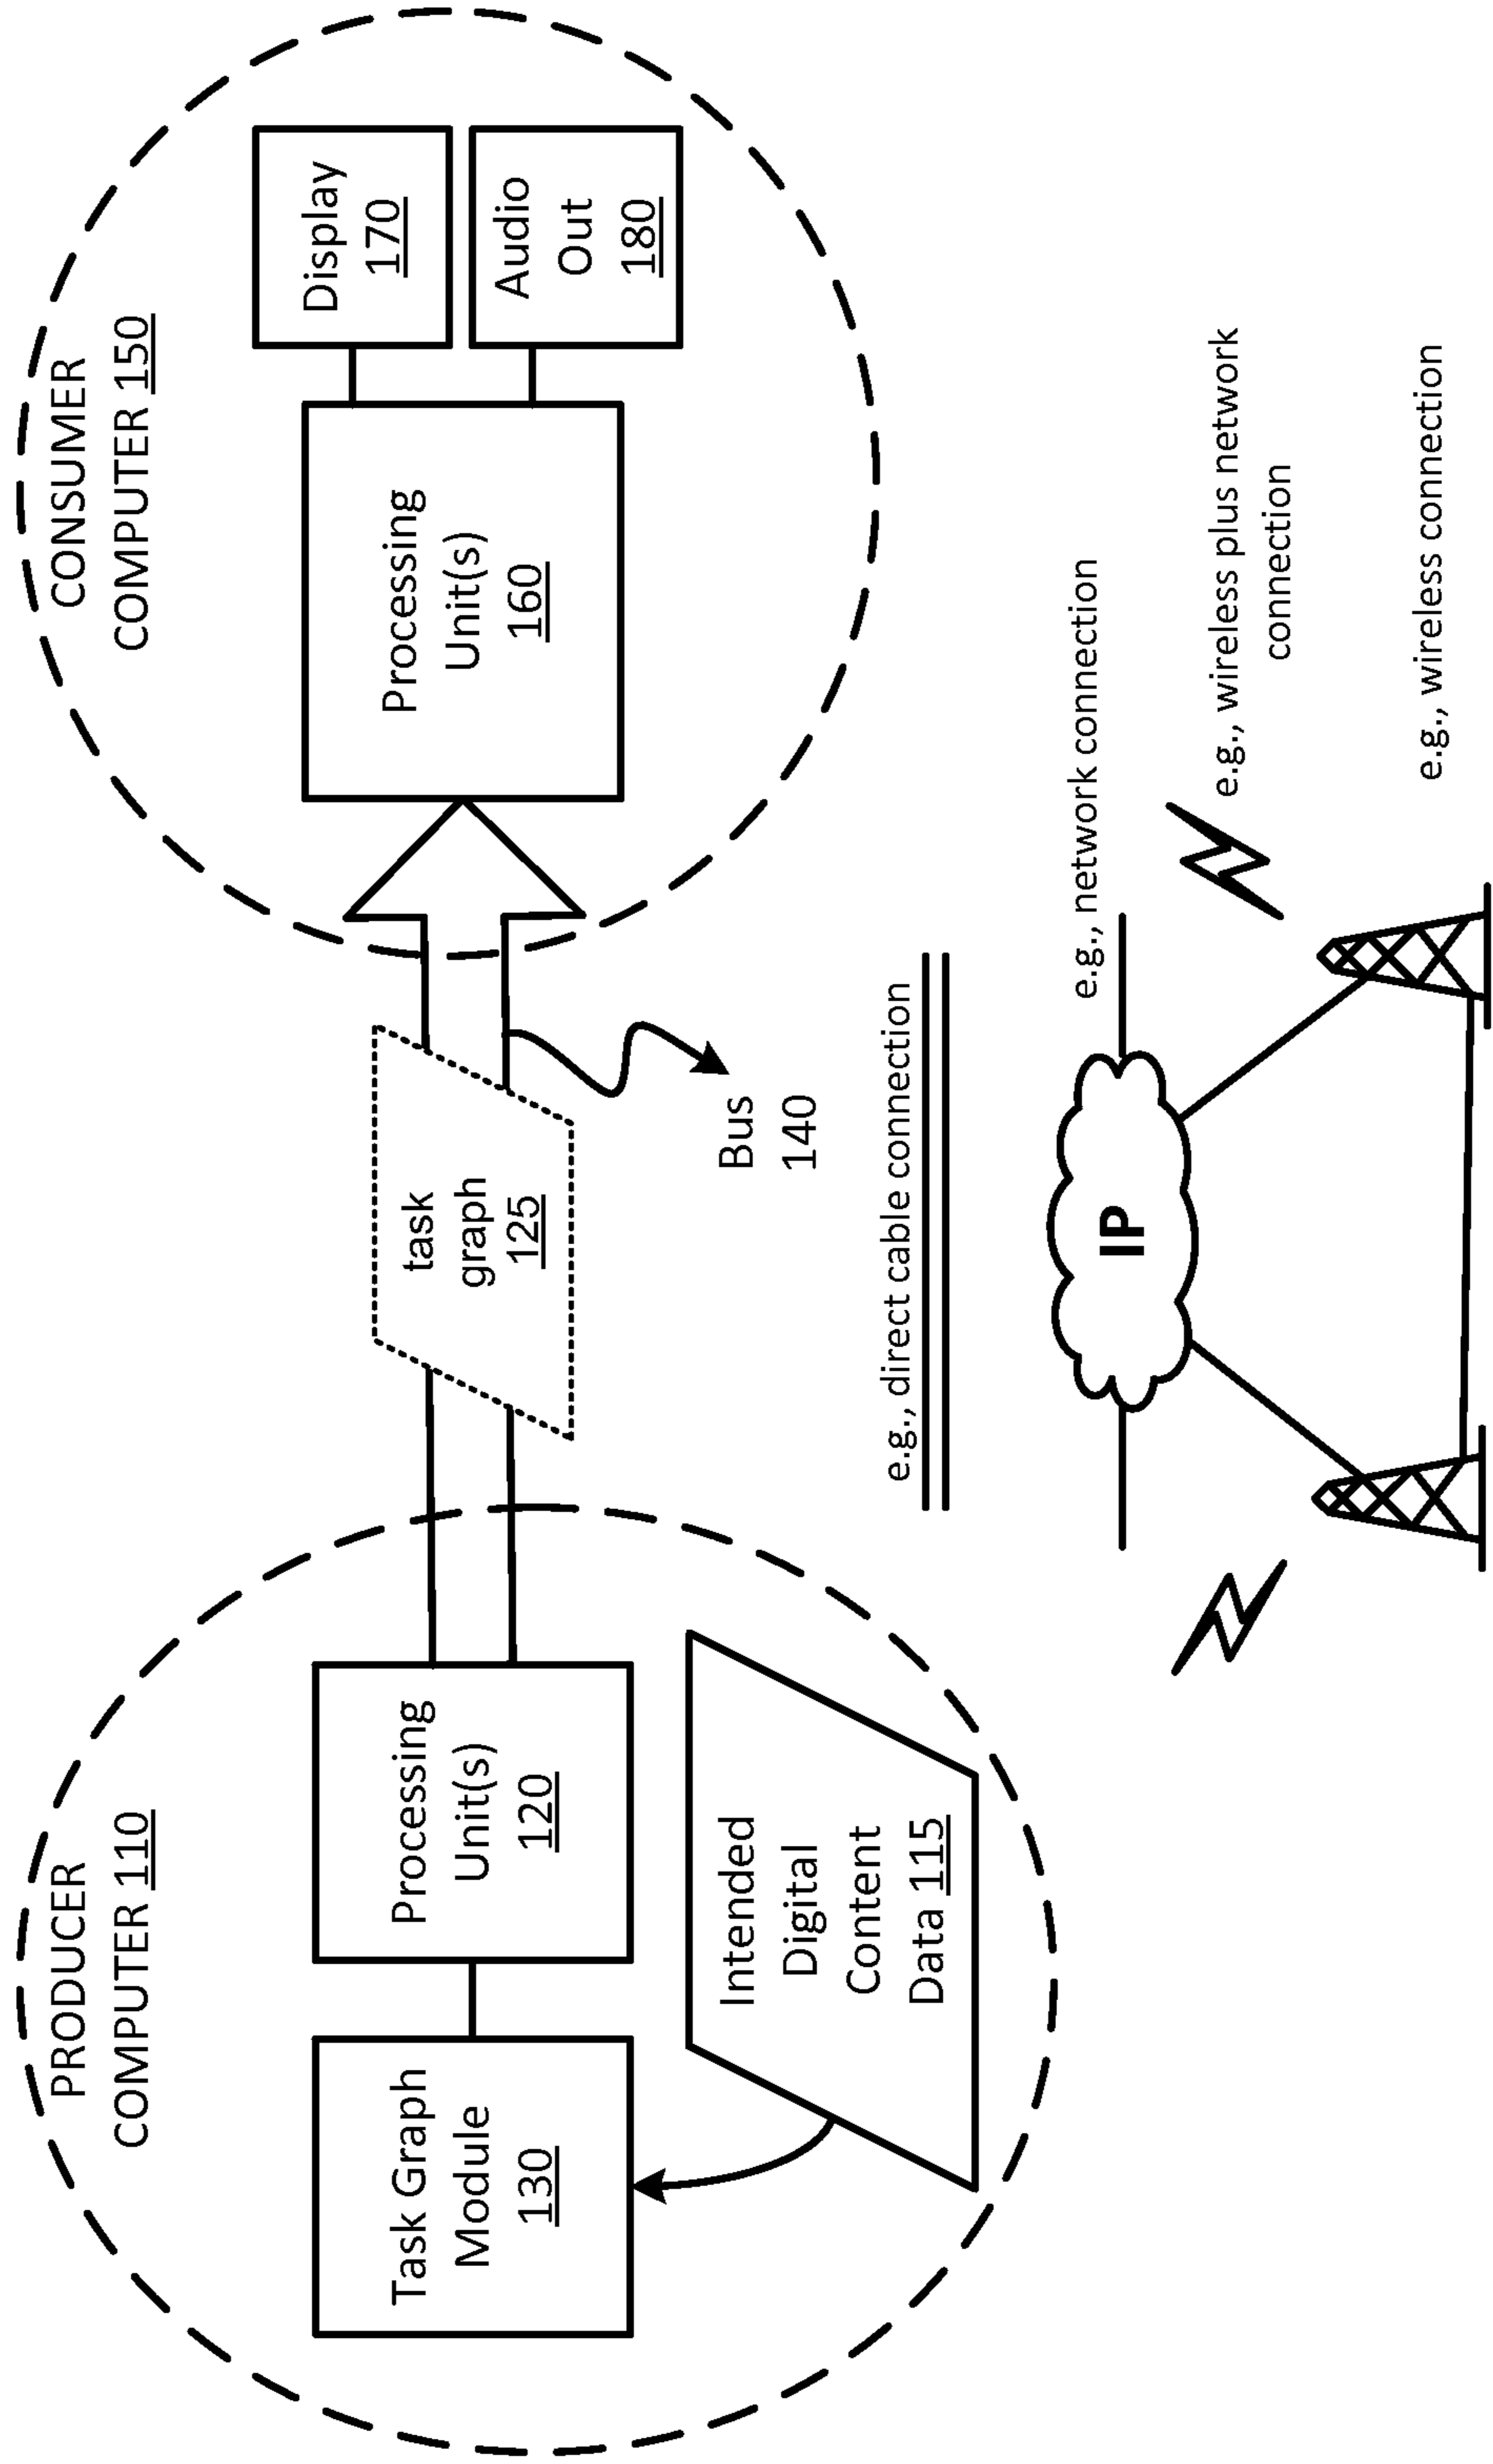 PRODUCER
COMPUTER 110
Task Graph
Module
130
Processing
Unit(s)
120
Intended
Digital
Content
Data 115
task
graph
125
Bus
140
CONSUMER
COMPUTER 150
Processing
Unit(s)
160
Display
170
Audio
Out
180
e.g., direct cable connection
e.g., network connection
IP
e.g., wireless plus network
connection
e.g., wireless connection